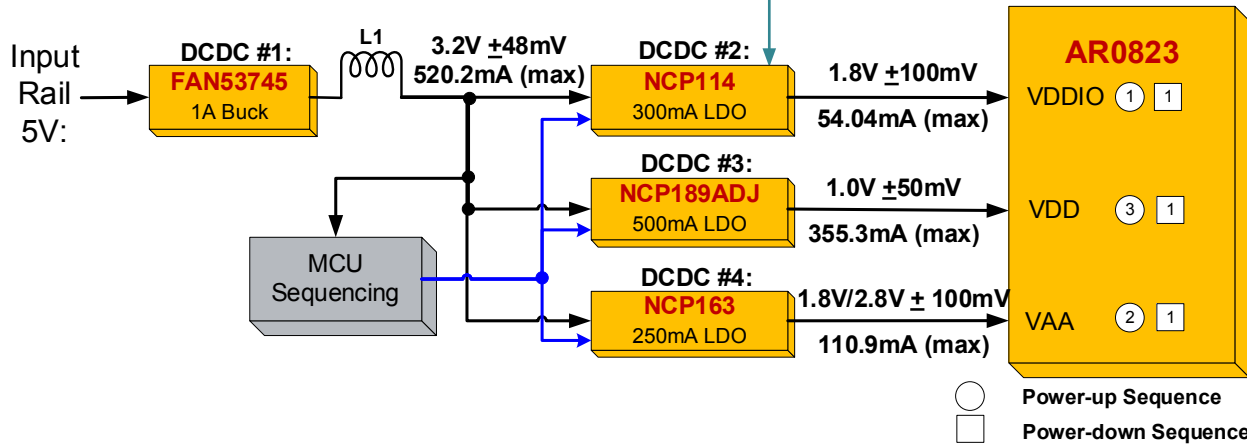 Input
Rail
5V:
DCDC #1:
FAN53745
1A Buck
L1
3.2V ±48mV
520.2mA (max)
DCDC #2:
NCP114
300mA LDO
1.8V ±100mV
54.04mA (max)
AR0823
VDDIO 1 1
DCDC #3:
NCP189ADJ
500mA LDO
1.0V ±50mV
355.3mA (max)
VDD 3 1
MCU
Sequencing
DCDC #4:
NCP163
250mA LDO
1.8V/2.8V ± 100mV
110.9mA (max)
VAA 2 1
Power-up Sequence
Power-down Sequence